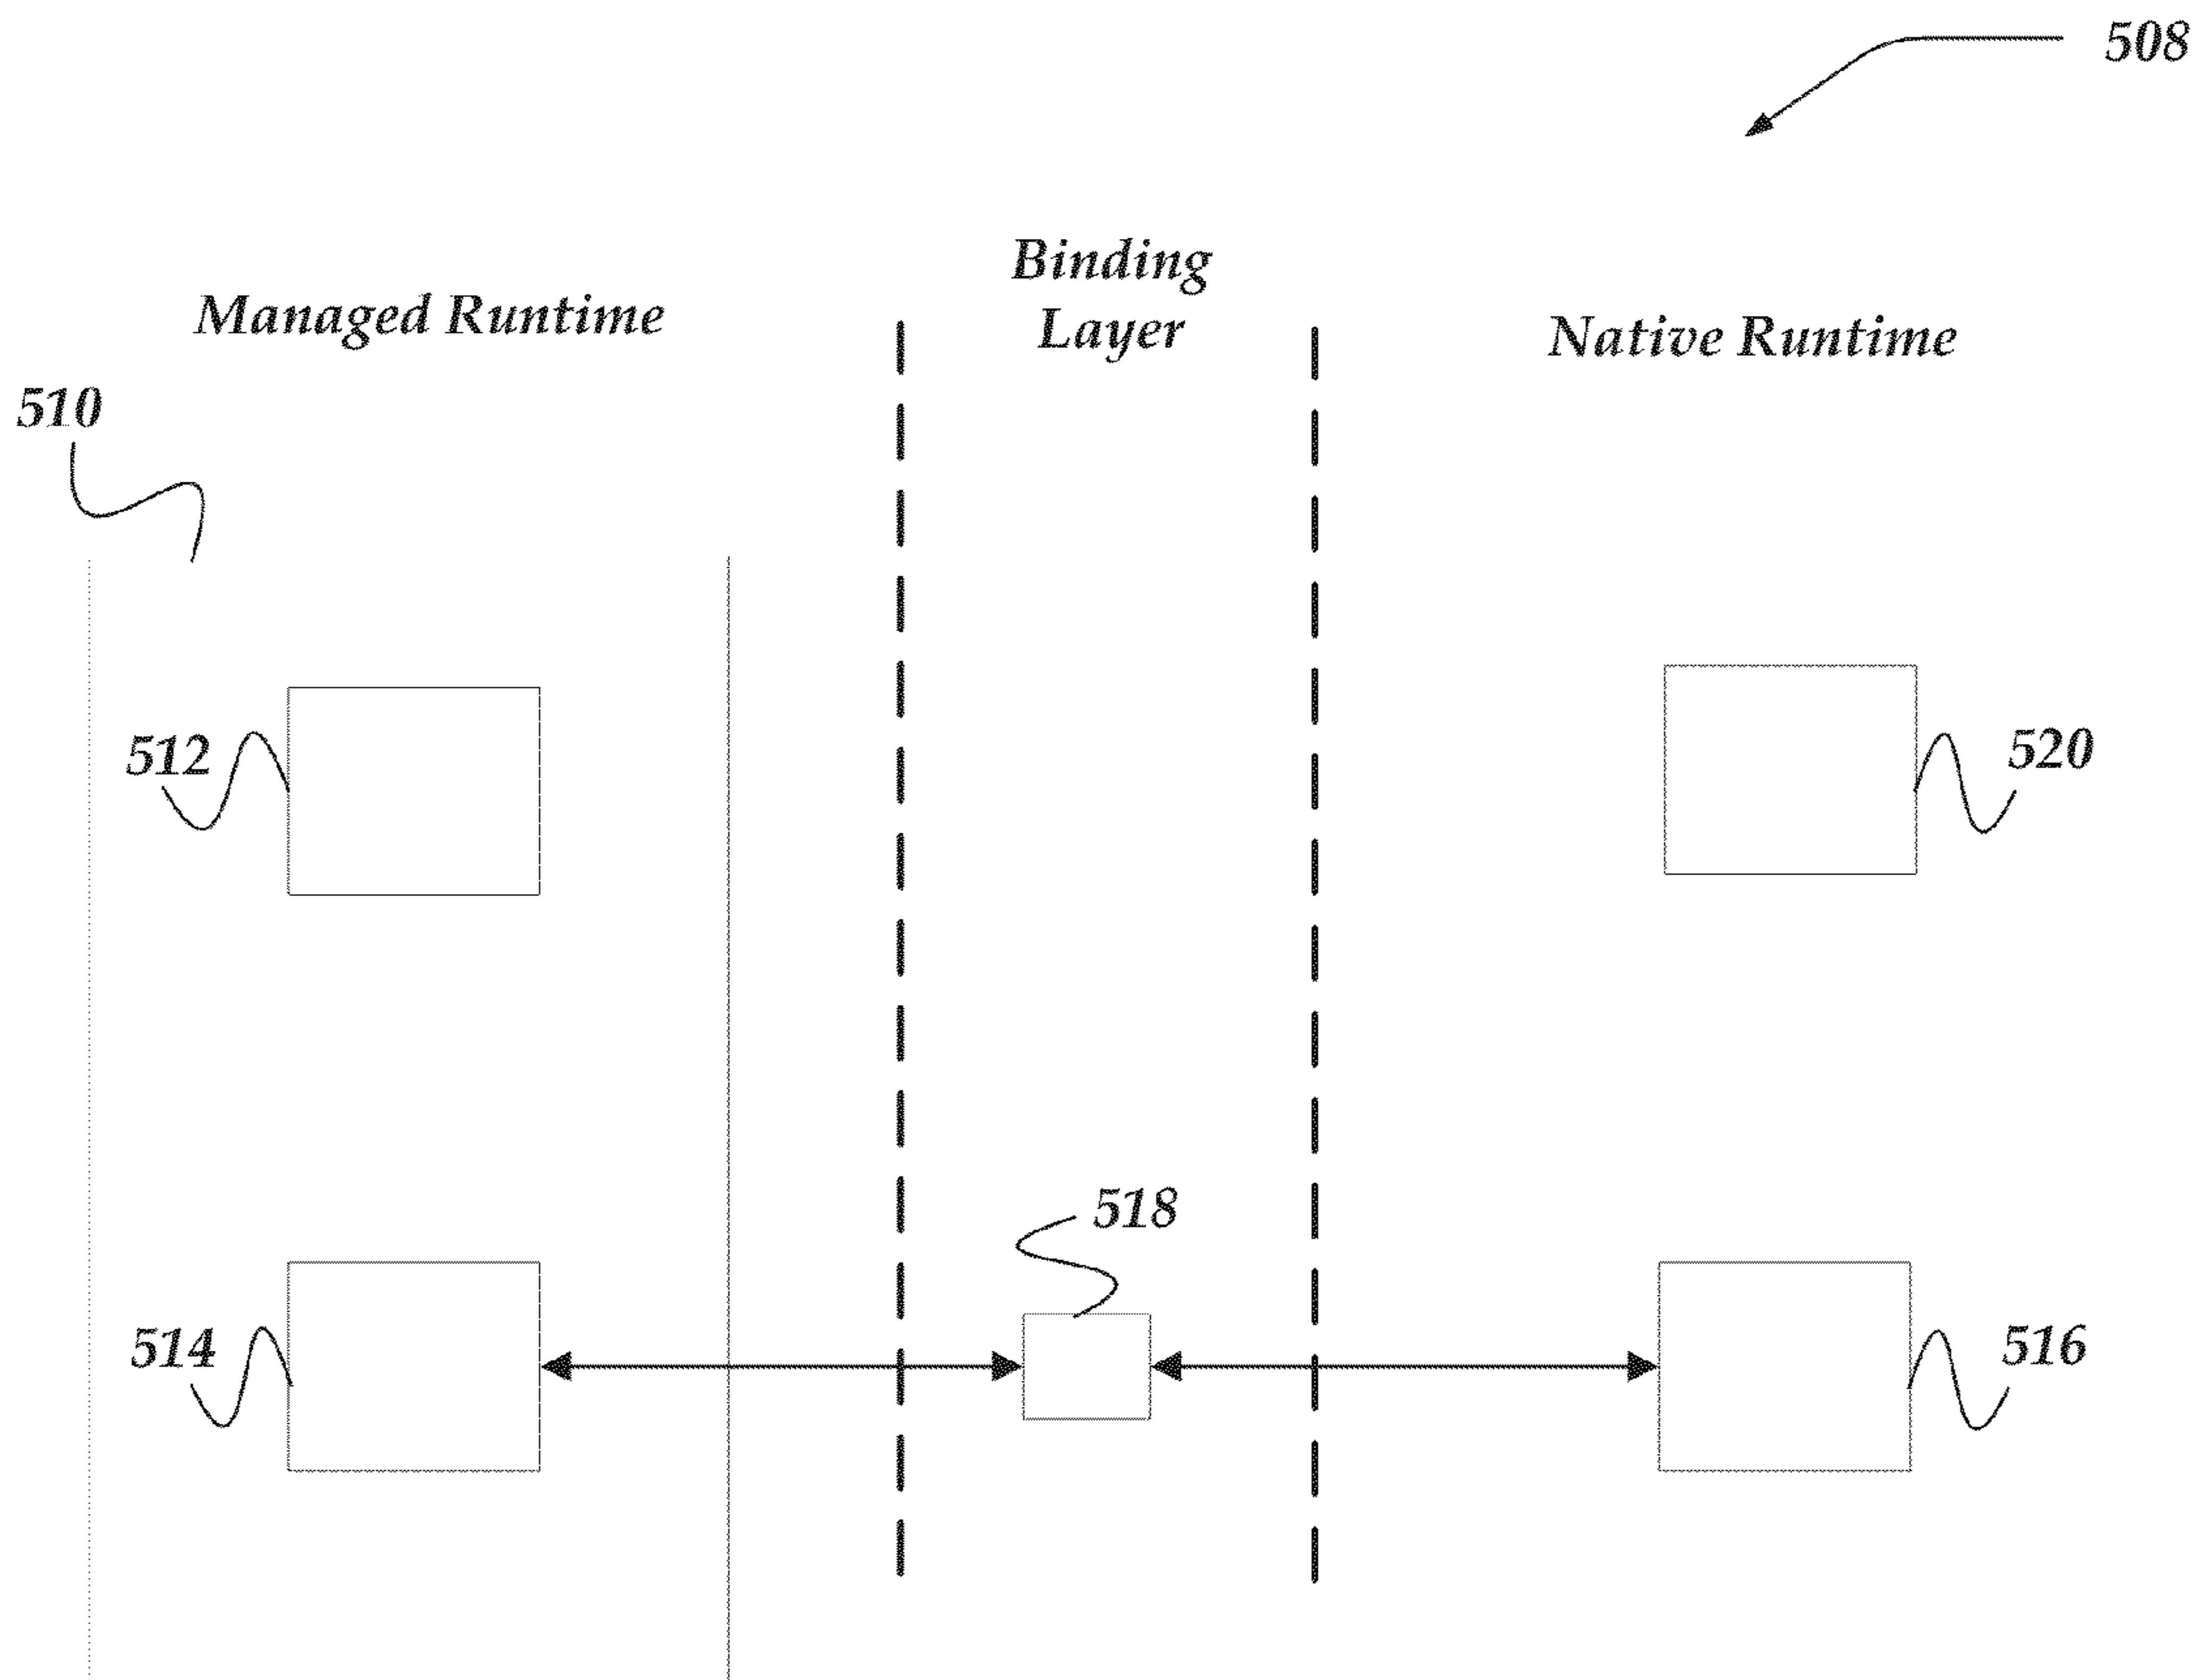 508
Binding
Layer
Managed Runtime
Native Runtime
510
512
520
518
514
516